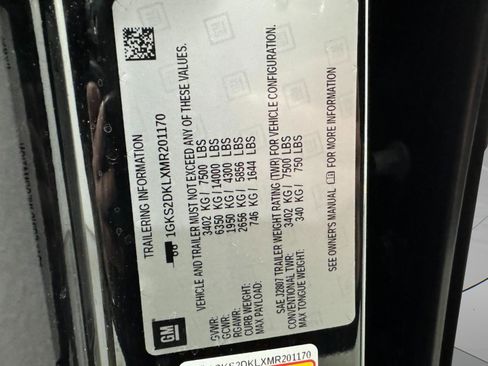 TRAILERING INFORMATION
1GKS2DKLXMR201170
VEHICLE AND TRAILER MUST NOT EXCEED ANY OF THESE VALUES.
GVWR: 3402 KG / 7500 LBS
GCWR: 6350 KG / 14000 LBS
RGAWR: 1950 KG / 4300 LBS
CURB WEIGHT: 2656 KG / 5856 LBS
MAX PAYLOAD: 746 KG / 1644 LBS
SAE J2807 TRAILER WEIGHT RATING (TWR) FOR VEHICLE CONFIGURATION.
CONVENTIONAL TWR: 3402 KG / 7500 LBS
MAX TONGUE WEIGHT: 340 KG / 750 LBS
SEE OWNER'S MANUAL FOR MORE INFORMATION
GM
1GKS2DKLXMR201170